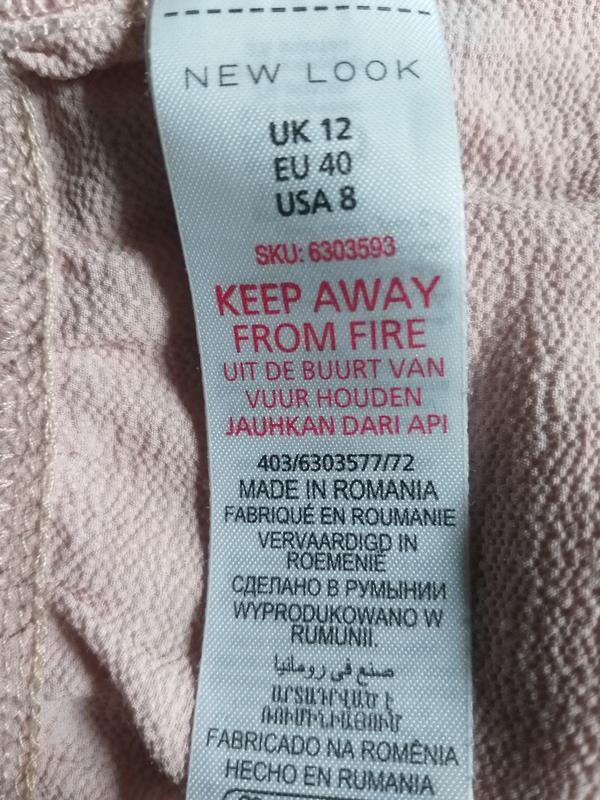 NEW LOOK
UK 12
EU 40
USA 8
SKU: 6303593
KEEP AWAY
FROM FIRE
UIT DE BUURT VAN
VUUR HOUDEN
JAUHKAN DARI API
403/6303577/72
MADE IN ROMANIA
FABRIQUÉ EN ROUMANIE
VERVAARDIGD IN
ROEMENIË
СДЕЛАНО В РУМЫНИИ
WYPRODUKOWANO W
RUMUNII.
صنع في رومانيا
ԱՐՏԱԴՐՎԱԾ Է
ՌՈՒՄԻՆԻԱՅՈՒՄ
FABRICADO NA ROMÊNIA
HECHO EN RUMANIA